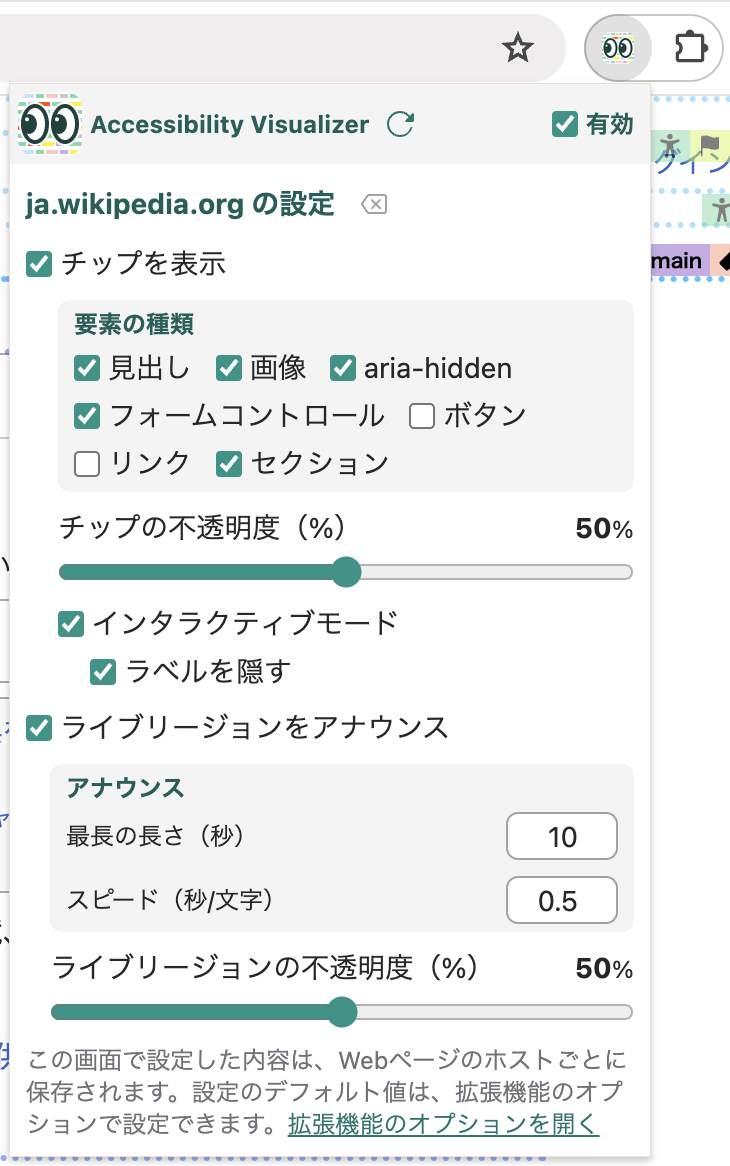 Accessibility Visualizer
有効
ja.wikipedia.org の設定
チップを表示
要素の種類
見出し 画像 aria-hidden
フォームコントロール ボタン
リンク セクション
チップの不透明度（%） 50%
インタラクティブモード
ラベルを隠す
ライブリージョンをアナウンス
アナウンス
最長の長さ（秒） 10
スピード（秒/文字） 0.5
ライブリージョンの不透明度（%） 50%
この画面で設定した内容は、Webページのホストごとに
保存されます。設定のデフォルト値は、拡張機能のオプ
ションで設定できます。拡張機能のオプションを開く
グイン
main